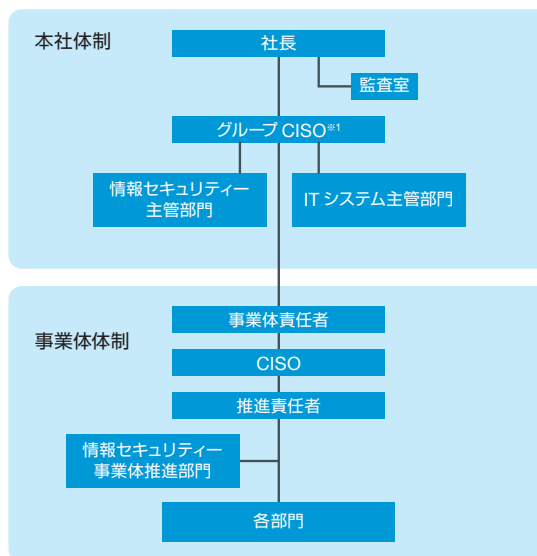 本社体制
社長
監査室
グループ CISO※1
情報セキュリティー
主管部門
IT システム主管部門
事業体体制
事業体責任者
CISO
推進責任者
情報セキュリティー
事業体推進部門
各部門